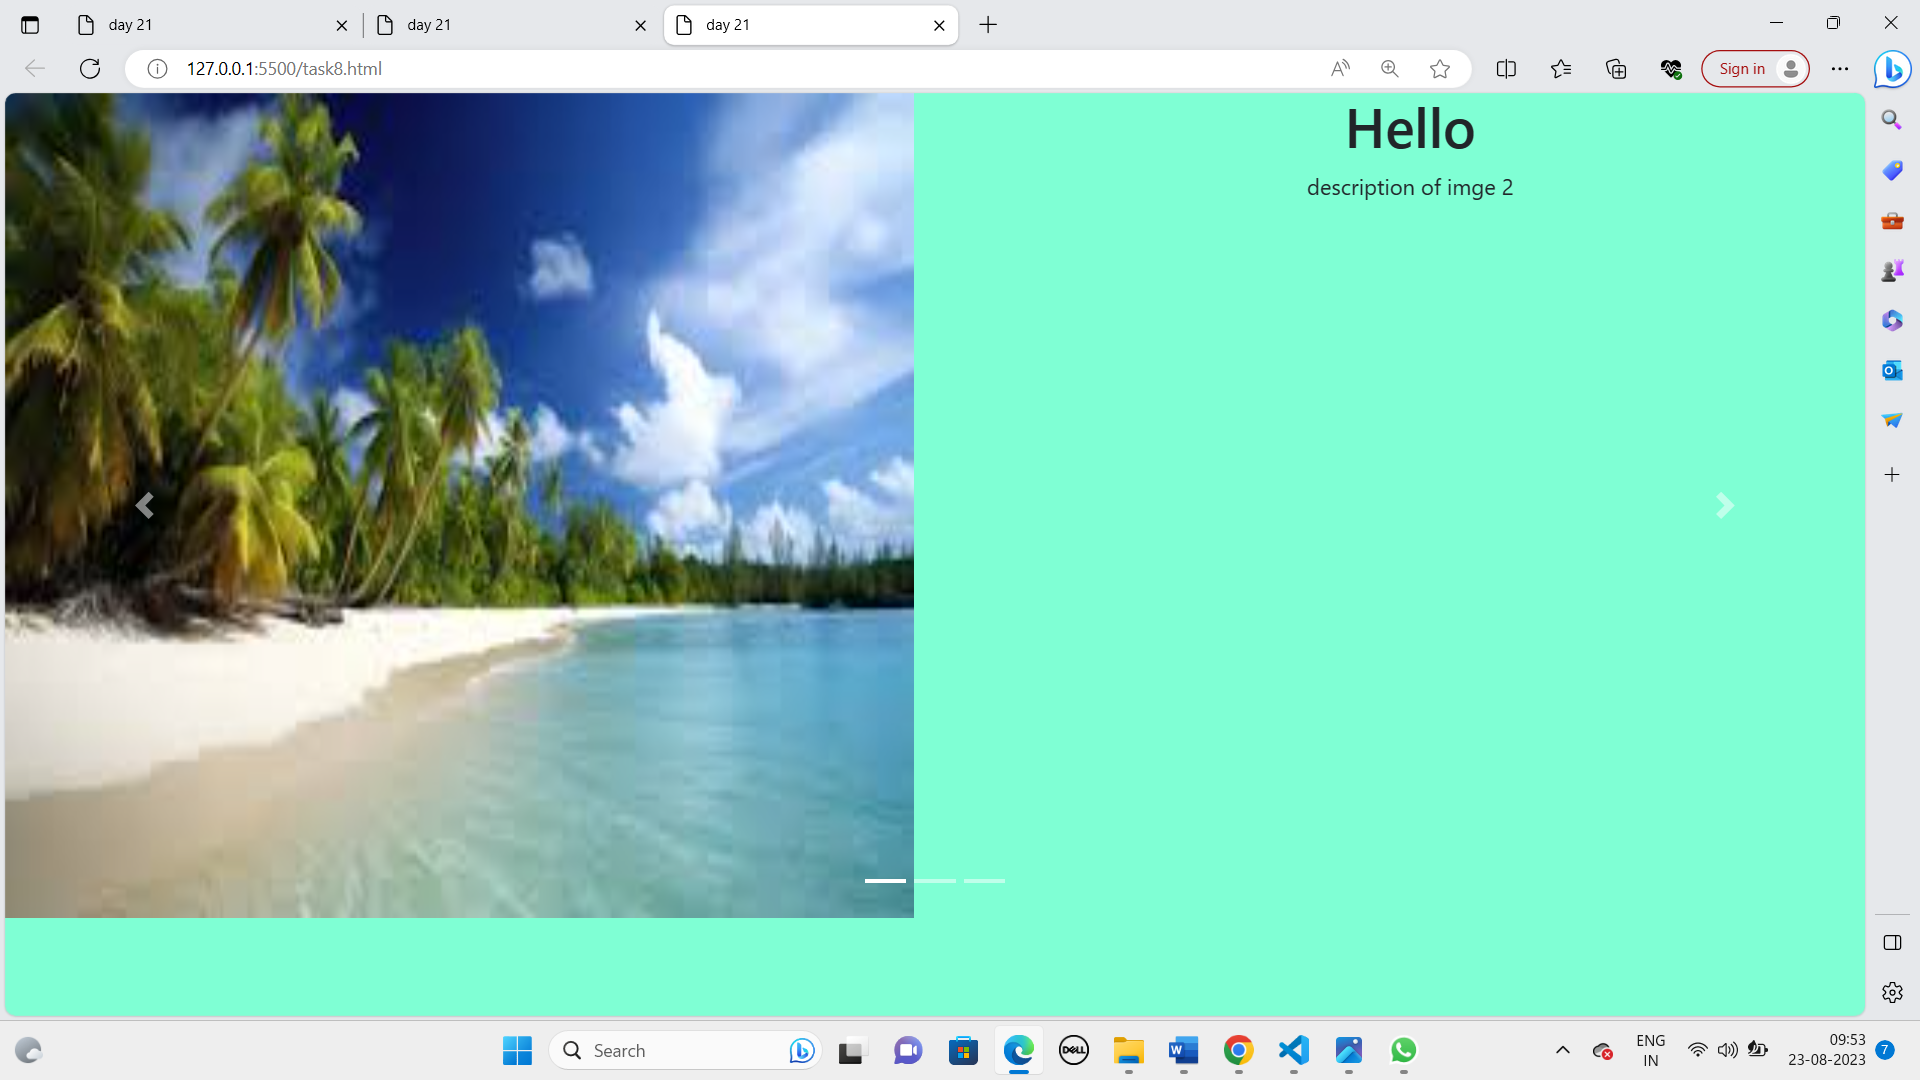 day 21
day 21
day 21
127.0.0.1:5500/task8.html
Sign in
Hello
description of imge 2
Search
DELL
W
ENG
IN
09:53
23-08-2023
7